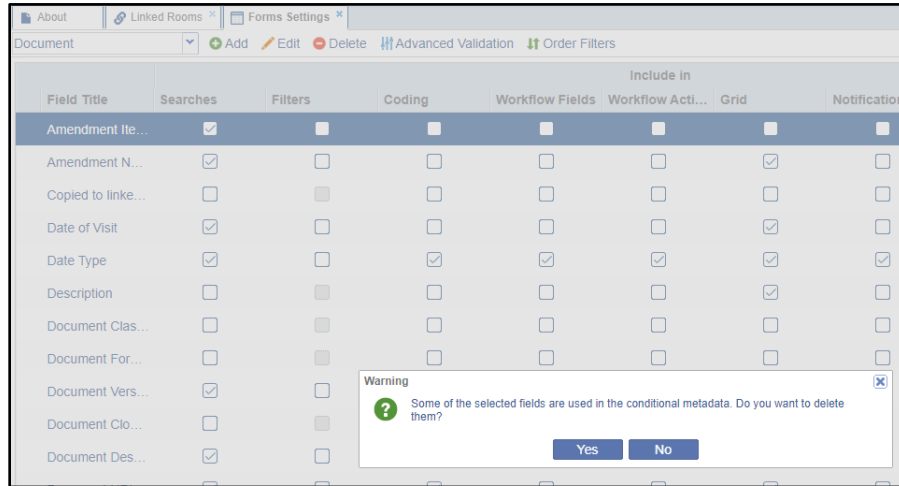 About Linked Rooms Forms Settings
Document Add Edit Delete Advanced Validation Order Filters
Include in
Field Title Searches Filters Coding Workflow Fields Workflow Acti... Grid Notification
Amendment Ite...
Amendment N...
Copied to linke...
Date of Visit
Date Type
Description
Document Clas...
Document For...
Document Vers...
Document Clo...
Document Des...
Warning
Some of the selected fields are used in the conditional metadata. Do you want to delete
them?
Yes No